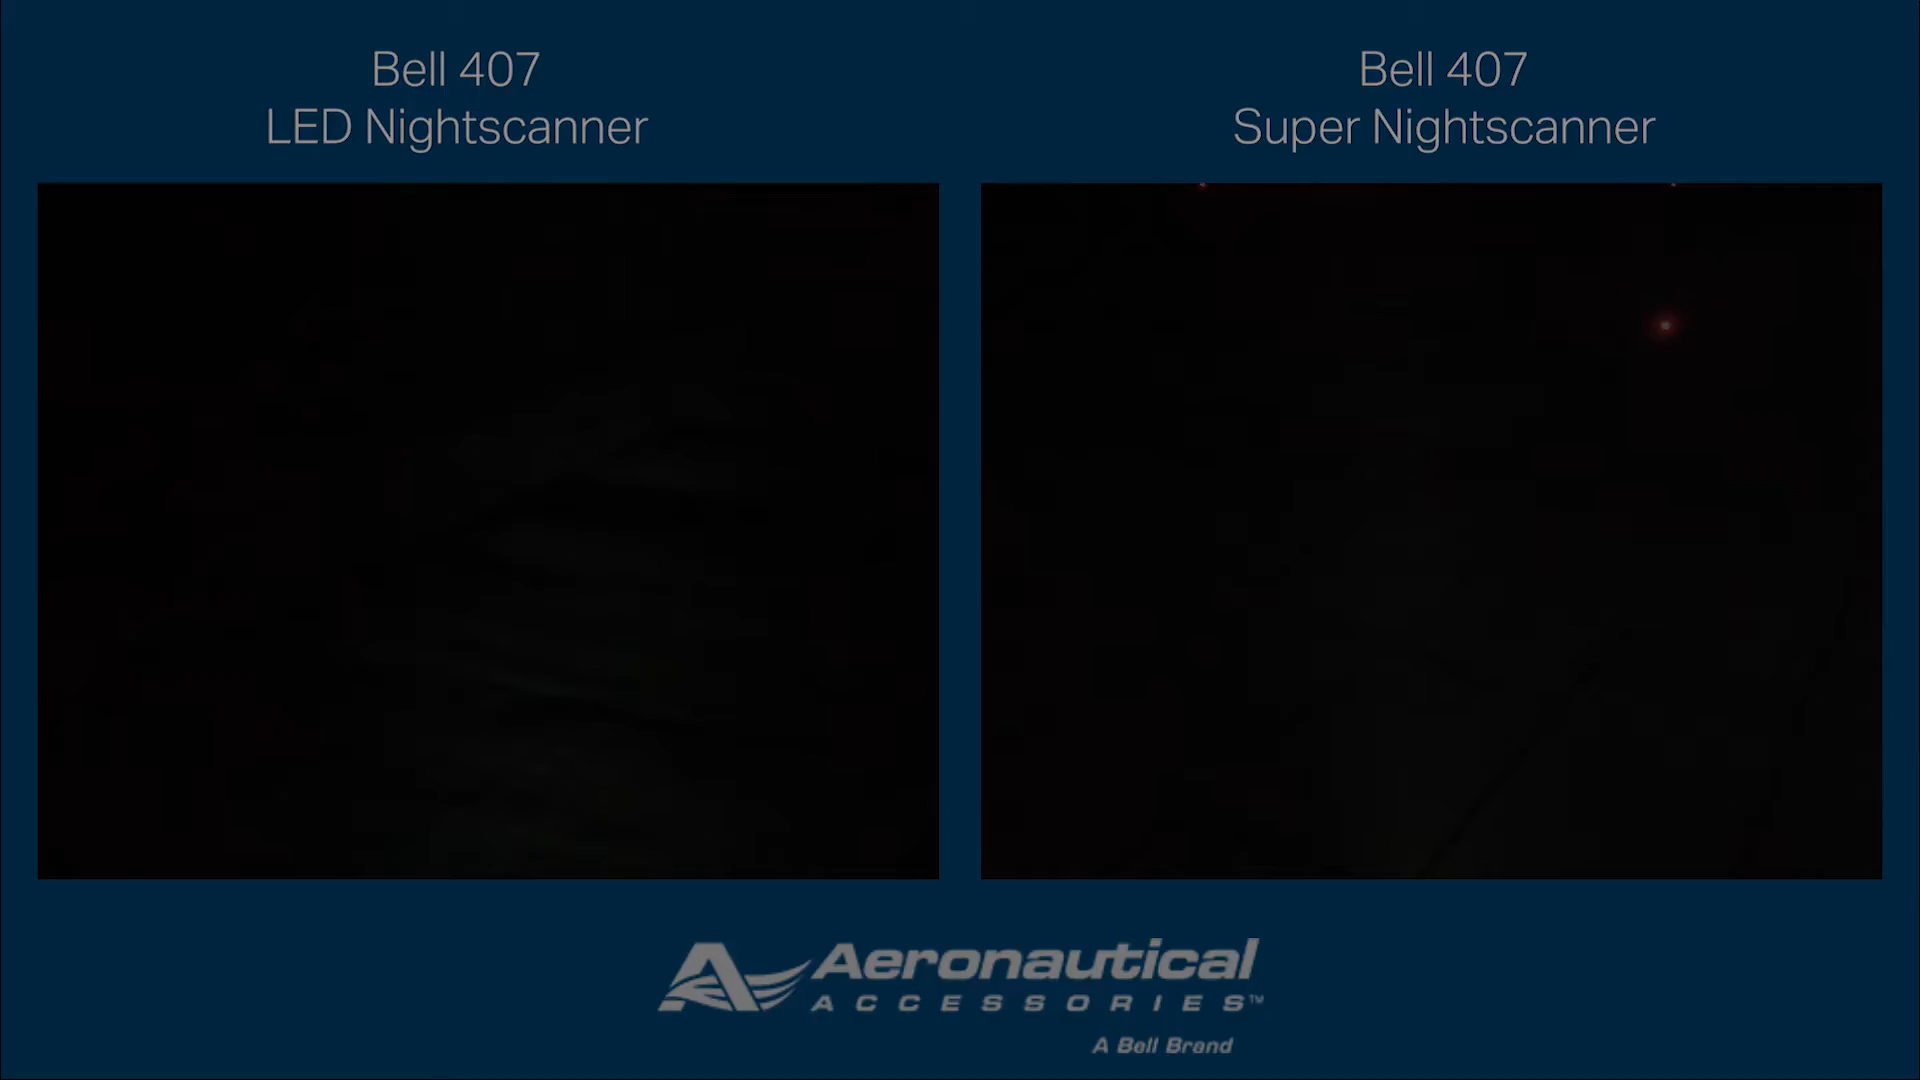 Bell 407
LED Nightscanner
Bell 407
Super Nightscanner
Aeronautical
ACCESSORIES™
A Bell Brand